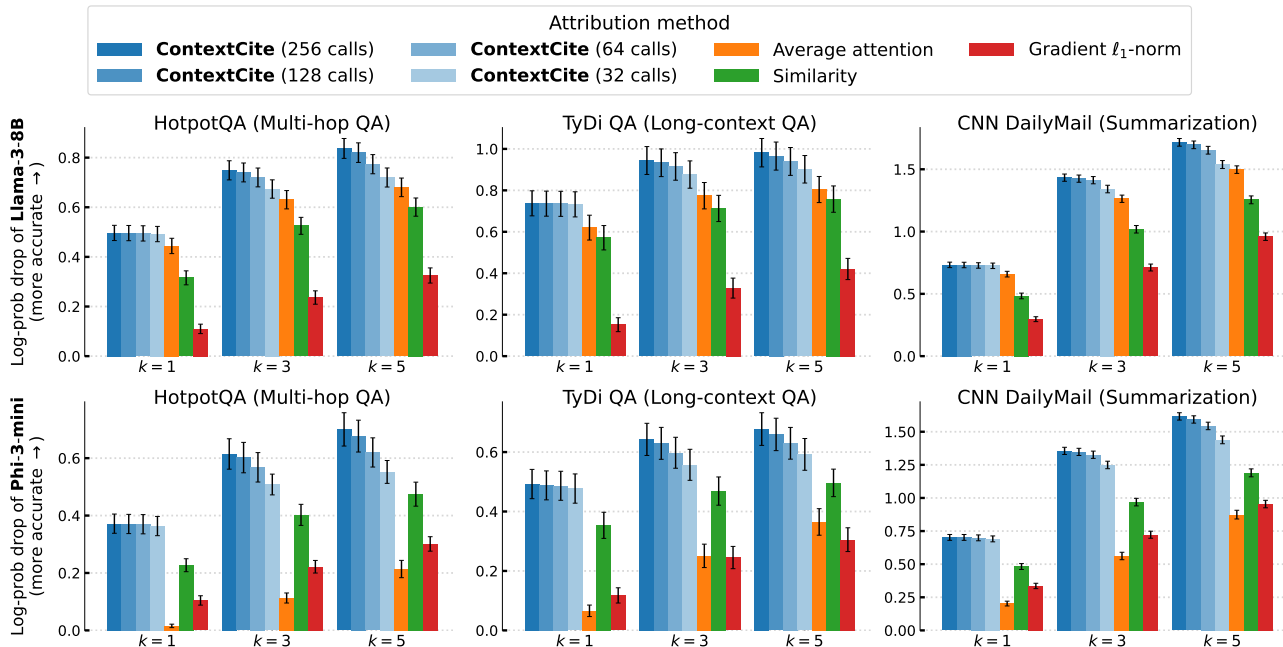 Attribution method
ContextCite (256 calls)
ContextCite (128 calls)
ContextCite (64 calls)
ContextCite (32 calls)
Average attention
Similarity
Gradient ℓ₁-norm
Log-prob drop of Llama-3-8B
(more accurate →)
HotpotQA (Multi-hop QA)
0.8
0.6
0.4
0.2
0.0
k = 1
k = 3
k = 5
TyDi QA (Long-context QA)
1.0
0.8
0.6
0.4
0.2
0.0
k = 1
k = 3
k = 5
CNN DailyMail (Summarization)
1.5
1.0
0.5
0.0
k = 1
k = 3
k = 5
Log-prob drop of Phi-3-mini
(more accurate →)
HotpotQA (Multi-hop QA)
0.6
0.4
0.2
0.0
k = 1
k = 3
k = 5
TyDi QA (Long-context QA)
0.6
0.4
0.2
0.0
k = 1
k = 3
k = 5
CNN DailyMail (Summarization)
1.50
1.25
1.00
0.75
0.50
0.25
0.00
k = 1
k = 3
k = 5